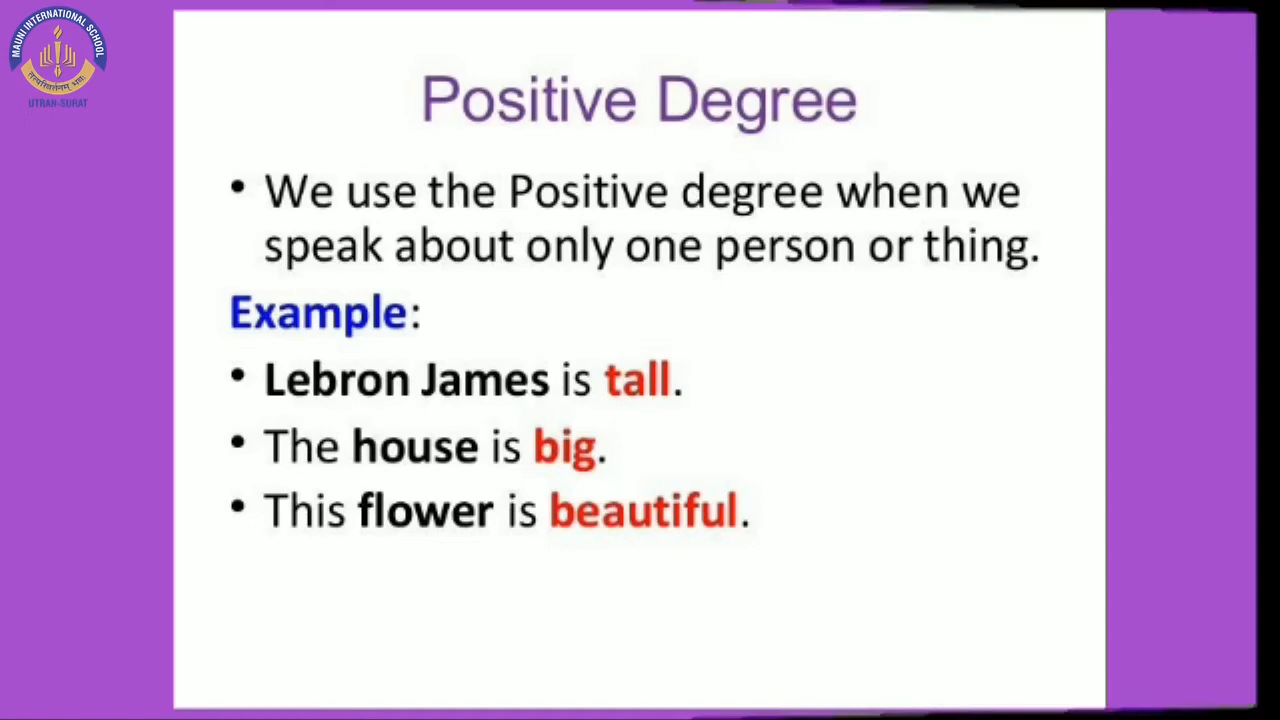 MAUNI INTERNATIONAL SCHOOL
UTRAN-SURAT
Positive Degree
• We use the Positive degree when we
speak about only one person or thing.
Example:
• Lebron James is tall.
• The house is big.
• This flower is beautiful.